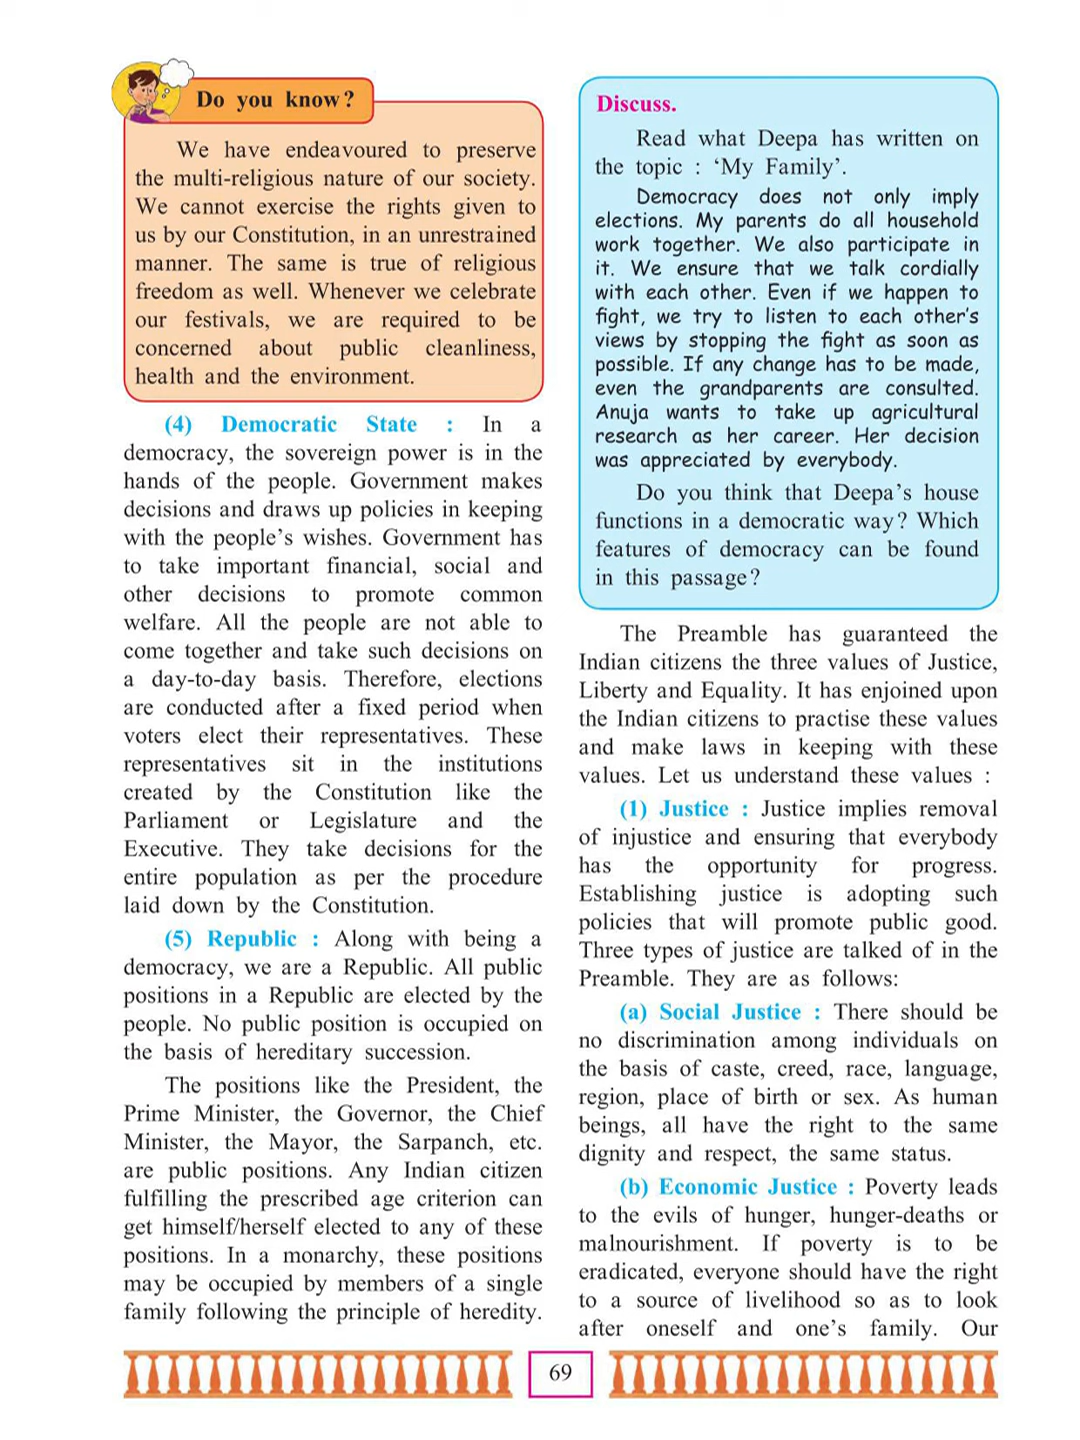 Do you know?
We have endeavoured to preserve
the multi-religious nature of our society.
We cannot exercise the rights given to
us by our Constitution, in an unrestrained
manner. The same is true of religious
freedom as well. Whenever we celebrate
our festivals, we are required to be
concerned about public cleanliness,
health and the environment.
(4) Democratic State : In a
democracy, the sovereign power is in the
hands of the people. Government makes
decisions and draws up policies in keeping
with the people's wishes. Government has
to take important financial, social and
other decisions to promote common
welfare. All the people are not able to
come together and take such decisions on
a day-to-day basis. Therefore, elections
are conducted after a fixed period when
voters elect their representatives. These
representatives sit in the institutions
created by the Constitution like the
Parliament or Legislature and the
Executive. They take decisions for the
entire population as per the procedure
laid down by the Constitution.
(5) Republic : Along with being a
democracy, we are a Republic. All public
positions in a Republic are elected by the
people. No public position is occupied on
the basis of hereditary succession.
The positions like the President, the
Prime Minister, the Governor, the Chief
Minister, the Mayor, the Sarpanch, etc.
are public positions. Any Indian citizen
fulfilling the prescribed age criterion can
get himself/herself elected to any of these
positions. In a monarchy, these positions
may be occupied by members of a single
family following the principle of heredity.
Discuss.
Read what Deepa has written on
the topic : 'My Family'.
Democracy does not only imply
elections. My parents do all household
work together. We also participate in
it. We ensure that we talk cordially
with each other. Even if we happen to
fight, we try to listen to each other's
views by stopping the fight as soon as
possible. If any change has to be made,
even the grandparents are consulted.
Anuja wants to take up agricultural
research as her career. Her decision
was appreciated by everybody.
Do you think that Deepa's house
functions in a democratic way? Which
features of democracy can be found
in this passage?
The Preamble has guaranteed the
Indian citizens the three values of Justice,
Liberty and Equality. It has enjoined upon
the Indian citizens to practise these values
and make laws in keeping with these
values. Let us understand these values :
(1) Justice : Justice implies removal
of injustice and ensuring that everybody
has the opportunity for progress.
Establishing justice is adopting such
policies that will promote public good.
Three types of justice are talked of in the
Preamble. They are as follows:
(a) Social Justice : There should be
no discrimination among individuals on
the basis of caste, creed, race, language,
region, place of birth or sex. As human
beings, all have the right to the same
dignity and respect, the same status.
(b) Economic Justice : Poverty leads
to the evils of hunger, hunger-deaths or
malnourishment. If poverty is to be
eradicated, everyone should have the right
to a source of livelihood so as to look
after oneself and one's family. Our
69